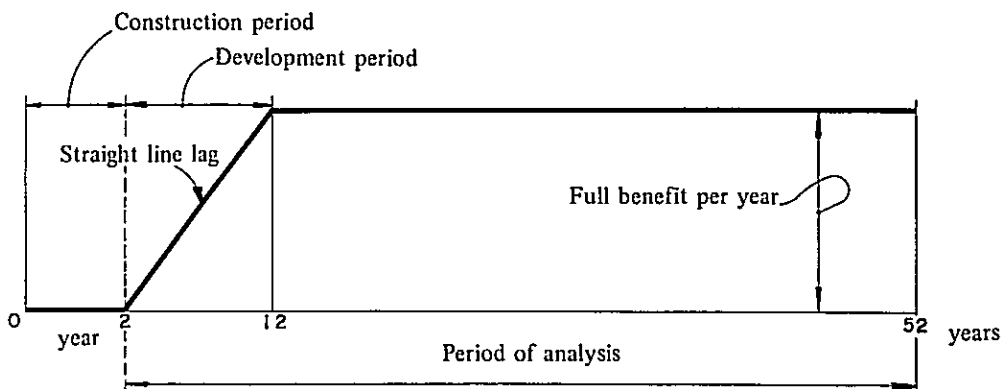 Construction period
Development period
Straight line lag
Full benefit per year
0 2 12 52
year years
Period of analysis